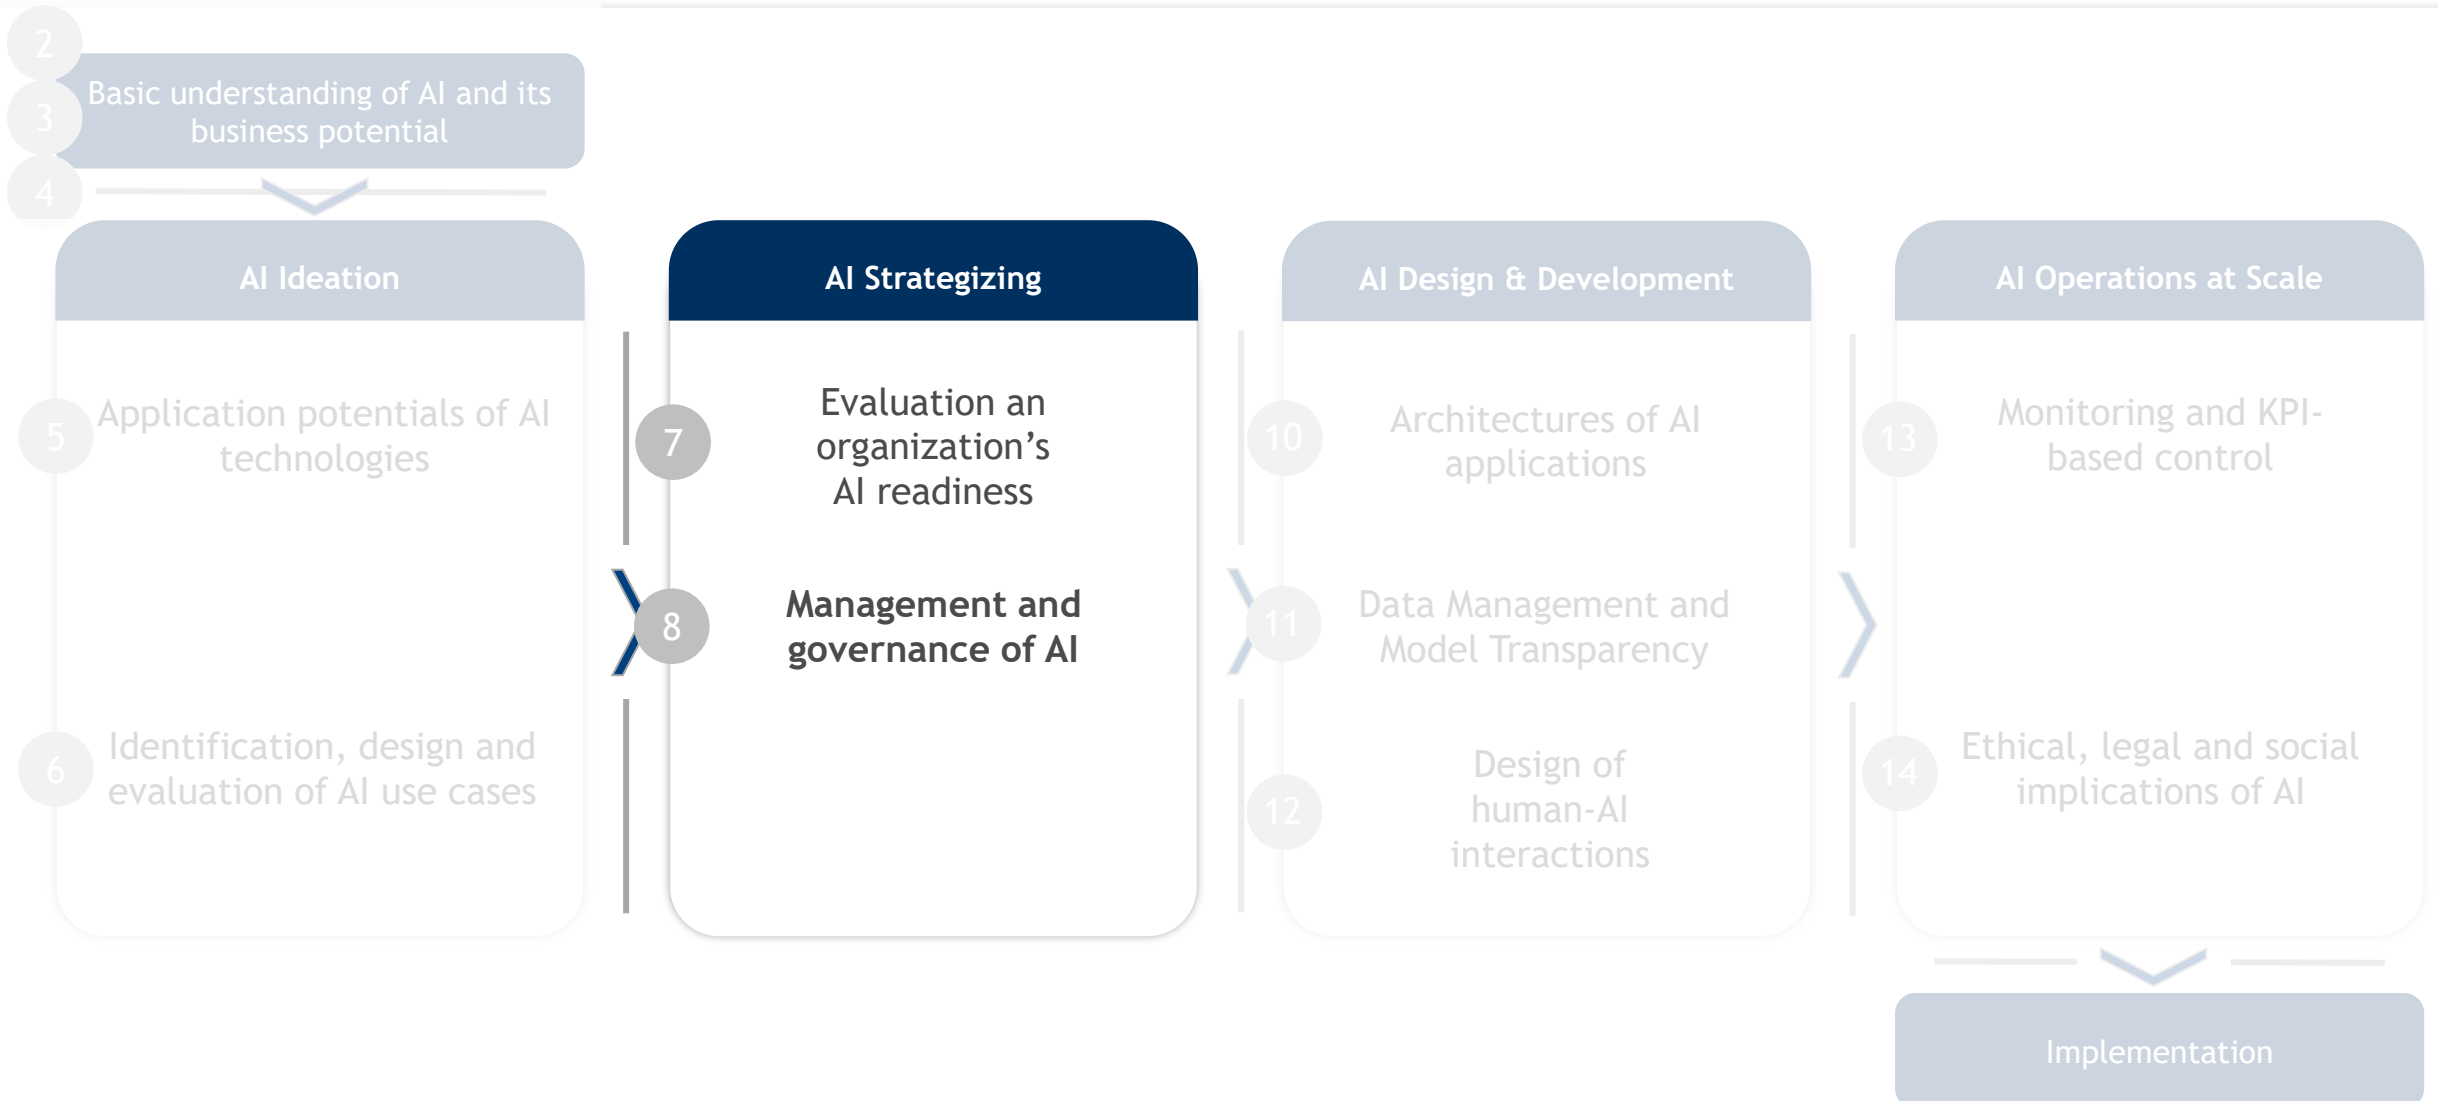 2
3
4
Basic understanding of AI and its
business potential
AI Ideation
5
Application potentials of AI
technologies
6
Identification, design and
evaluation of AI use cases
AI Strategizing
7
Evaluation an
organization's
AI readiness
8
Management and
governance of AI
AI Design & Development
10
Architectures of AI
applications
11
Data Management and
Model Transparency
12
Design of
human-AI
interactions
AI Operations at Scale
13
Monitoring and KPI-
based control
14
Ethical, legal and social
implications of AI
Implementation